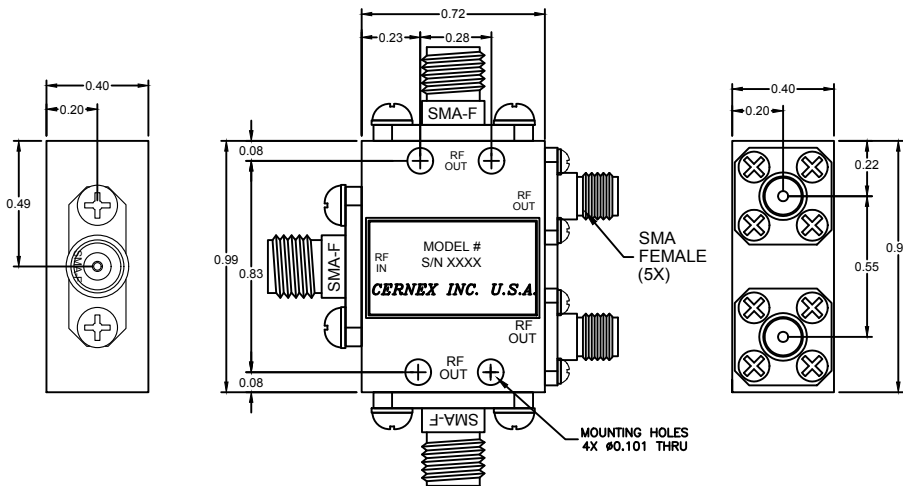 0.72
0.23
0.28
0.40
0.20
0.49
SMA-F
SMA-F
0.08
0.99
0.83
0.08
RF
OUT
RF
OUT
RF
IN
SMA-F
MODEL #
S/N XXXX
CERNEX INC. U.S.A.
RF
OUT
RF
OUT
SMA-F
SMA
FEMALE
(5X)
MOUNTING HOLES
4X Ø0.101 THRU
0.40
0.20
0.22
0.55